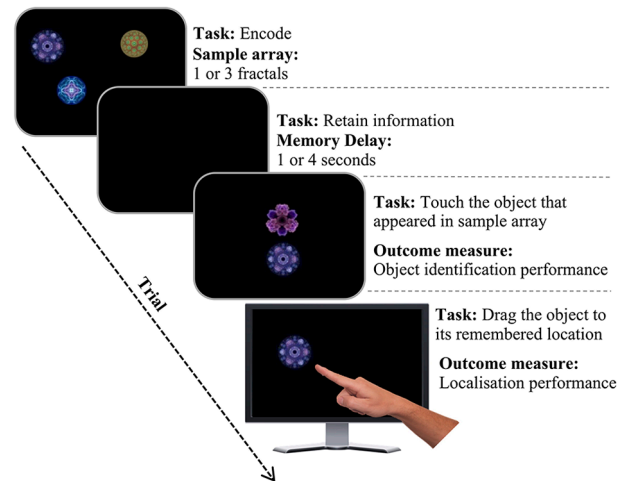 Task: Encode
Sample array:
1 or 3 fractals
Task: Retain information
Memory Delay:
1 or 4 seconds
Task: Touch the object that
appeared in sample array
Outcome measure:
Object identification performance
Trial
Task: Drag the object to
its remembered location
Outcome measure:
Localisation performance